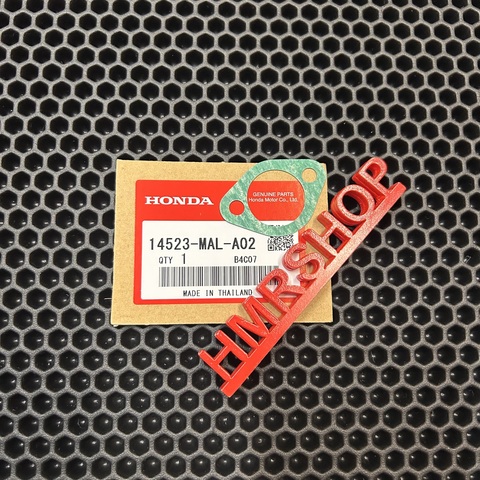 HONDA
GENUINE PARTS
Honda Motor Co., Ltd.
14523-MAL-A02
QTY 1 B4C07
MADE IN THAILAND
HMRSHOP